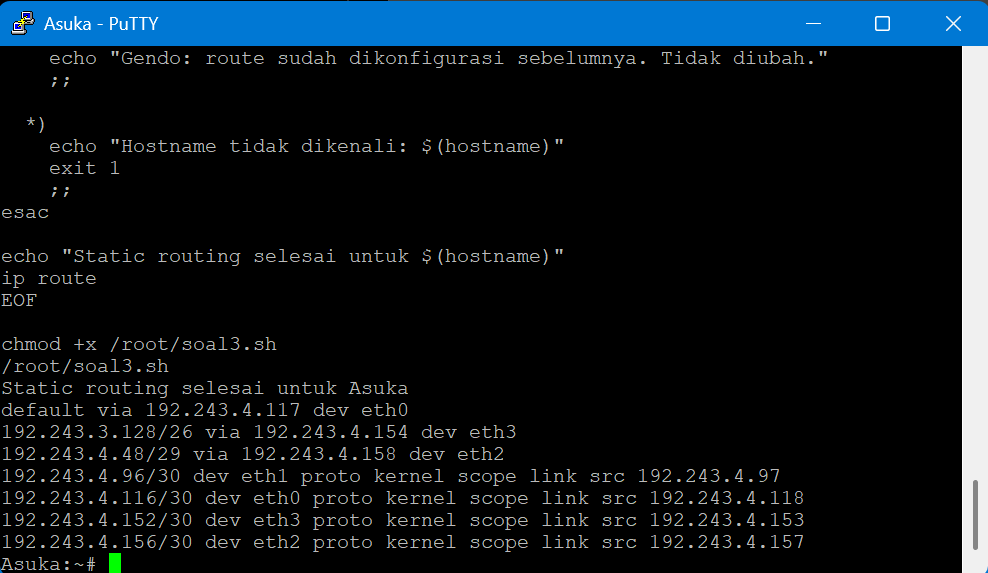 Asuka - PuTTY
    echo "Gendo: route sudah dikonfigurasi sebelumnya. Tidak diubah."
    ;;

  *)
    echo "Hostname tidak dikenali: $(hostname)"
    exit 1
    ;;
esac

echo "Static routing selesai untuk $(hostname)"
ip route
EOF

chmod +x /root/soal3.sh
/root/soal3.sh
Static routing selesai untuk Asuka
default via 192.243.4.117 dev eth0
192.243.3.128/26 via 192.243.4.154 dev eth3
192.243.4.48/29 via 192.243.4.158 dev eth2
192.243.4.96/30 dev eth1 proto kernel scope link src 192.243.4.97
192.243.4.116/30 dev eth0 proto kernel scope link src 192.243.4.118
192.243.4.152/30 dev eth3 proto kernel scope link src 192.243.4.153
192.243.4.156/30 dev eth2 proto kernel scope link src 192.243.4.157
Asuka:~#